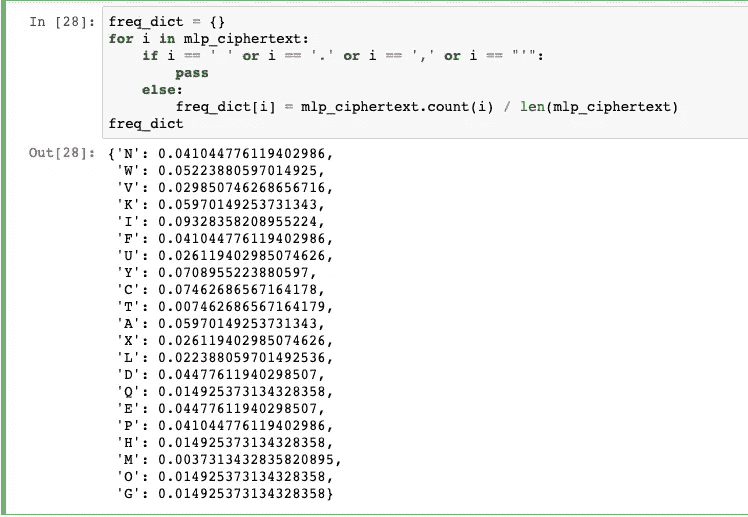 In [28]: freq_dict = {}
for i in mlp_ciphertext:
    if i == ' ' or i == '.' or i == ',' or i == "'":
        pass
    else:
        freq_dict[i] = mlp_ciphertext.count(i) / len(mlp_ciphertext)
freq_dict
Out[28]: {'N': 0.041044776119402986,
'W': 0.05223880597014925,
'V': 0.029850746268656716,
'K': 0.05970149253731343,
'I': 0.09328358208955224,
'F': 0.041044776119402986,
'U': 0.026119402985074626,
'Y': 0.0708955223880597,
'C': 0.07462686567164178,
'T': 0.007462686567164179,
'A': 0.05970149253731343,
'X': 0.026119402985074626,
'L': 0.022388059701492536,
'D': 0.04477611940298507,
'Q': 0.014925373134328358,
'E': 0.04477611940298507,
'P': 0.041044776119402986,
'H': 0.014925373134328358,
'M': 0.0037313432835820895,
'O': 0.014925373134328358,
'G': 0.014925373134328358}